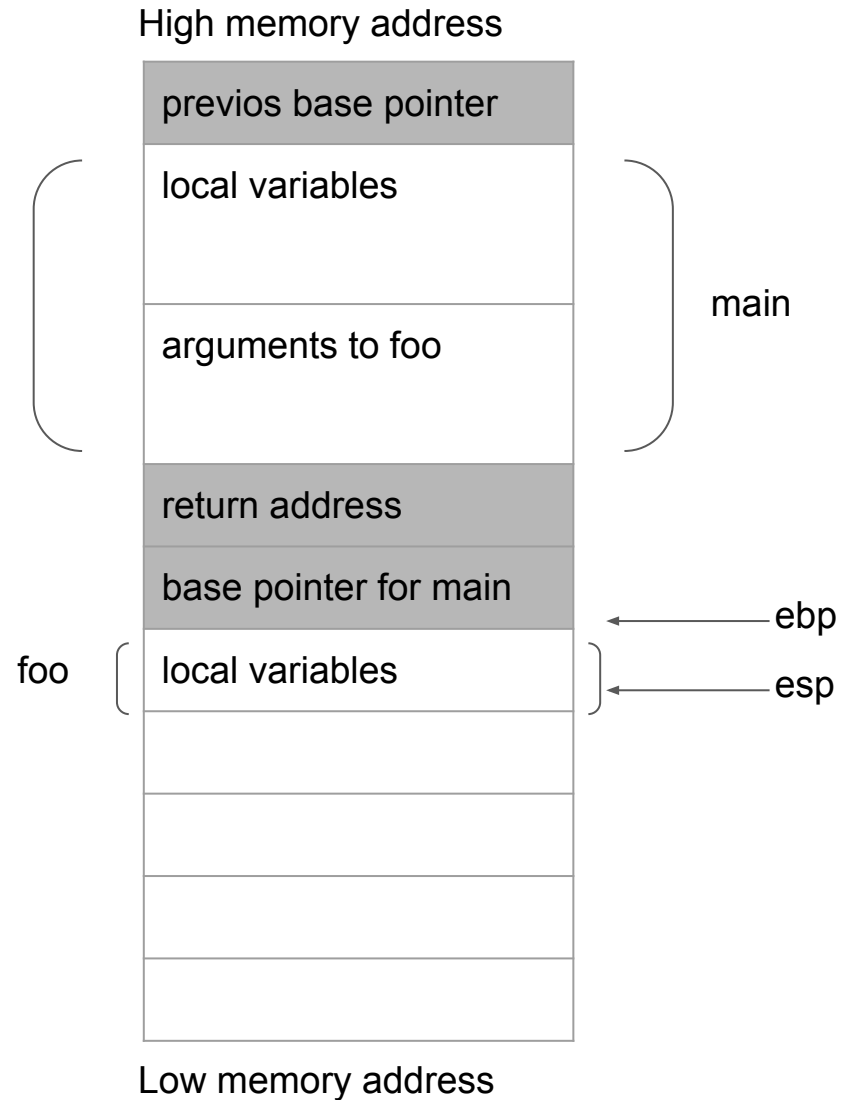 High memory address
previos base pointer
local variables
main
arguments to foo
return address
base pointer for main
ebp
foo
local variables
esp
Low memory address